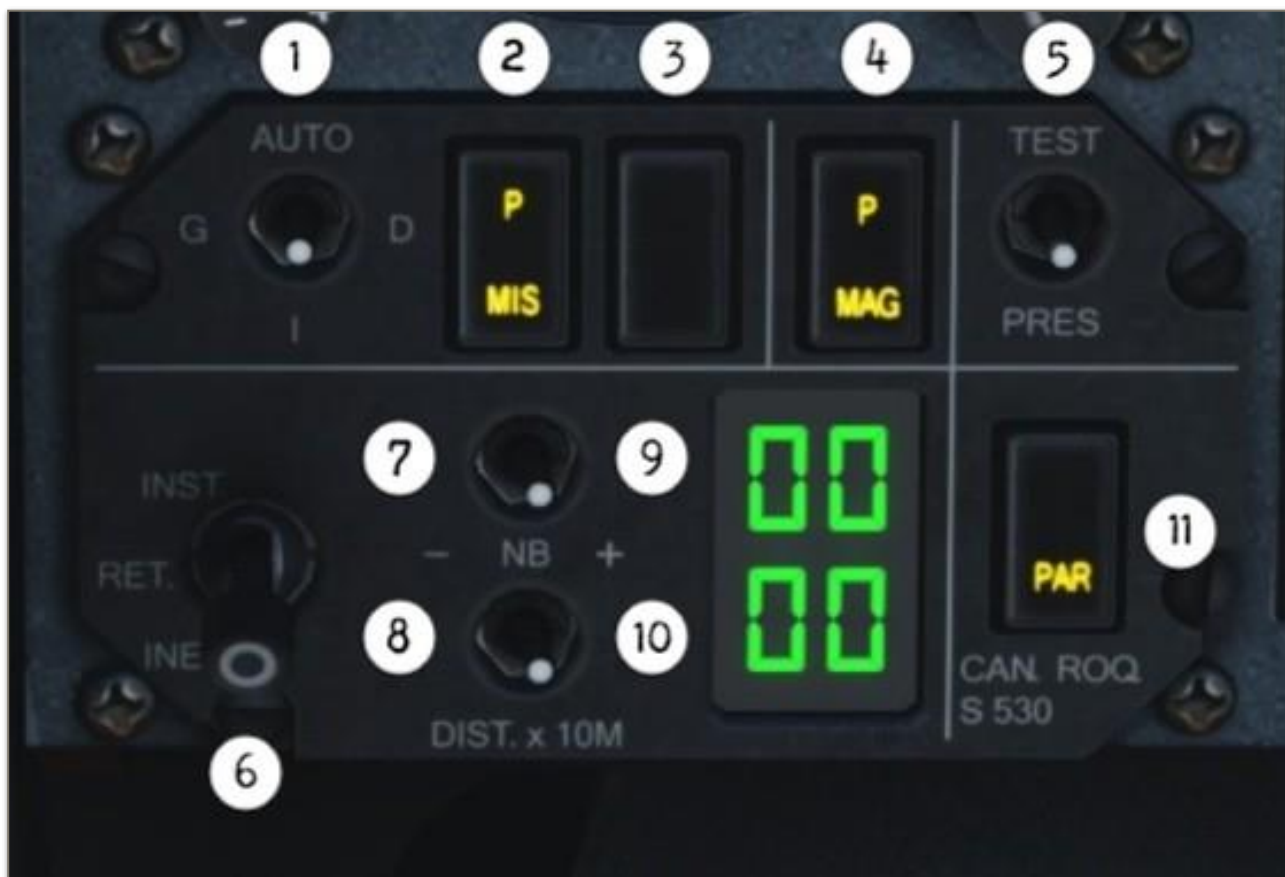 1 2 3 4 5
AUTO
G D
I
P
MIS
P
MAG
TEST
PRES
INST
RET.
INE
6
7 9
- NB +
8 10
DIST. x 10M
00
00
PAR
11
CAN. ROQ.
S 530